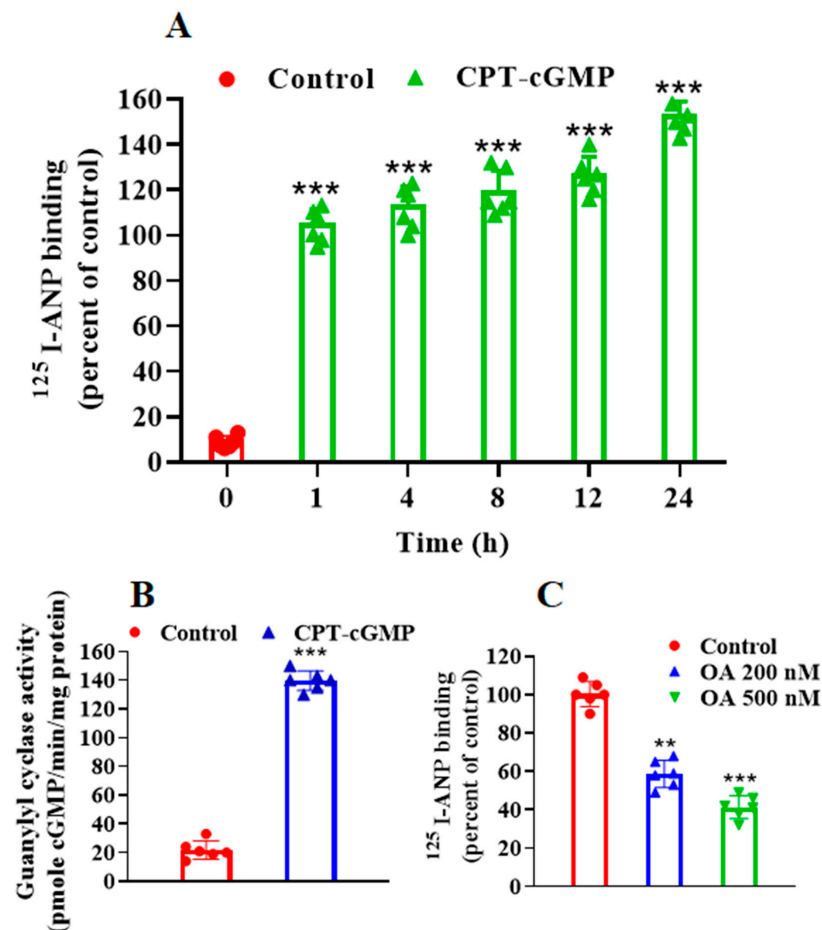 A
Control CPT-cGMP
125 I-ANP binding
(percent of control)
160
140
120
100
80
60
40
20
0
***
***
***
***
***
0 1 4 8 12 24
Time (h)
B
Control CPT-cGMP
Guanylyl cyclase activity
(pmole cGMP/min/mg protein)
160
140
120
100
80
60
40
20
0
***
C
Control
OA 200 nM
OA 500 nM
125 I-ANP binding
(percent of control)
120
100
80
60
40
20
0
**
***